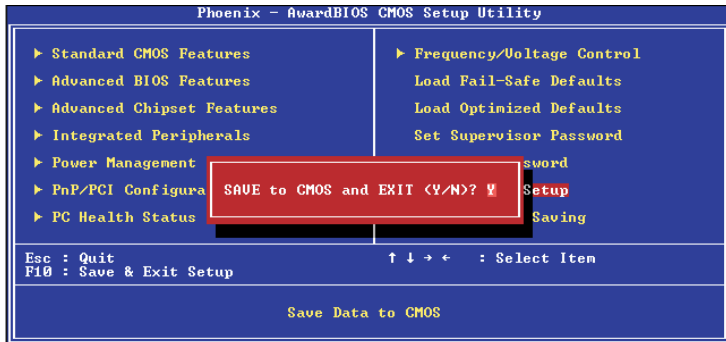 Phoenix - AwardBIOS CMOS Setup Utility
▶ Standard CMOS Features
▶ Advanced BIOS Features
▶ Advanced Chipset Features
▶ Integrated Peripherals
▶ Power Management
▶ PnP/PCI Configura
▶ PC Health Status
▶ Frequency/Voltage Control
Load Fail-Safe Defaults
Load Optimized Defaults
Set Supervisor Password
sword
Setup
Saving
SAVE to CMOS and EXIT (Y/N)? Y
Esc : Quit
F10 : Save & Exit Setup
↑ ↓ → ← : Select Item
Save Data to CMOS